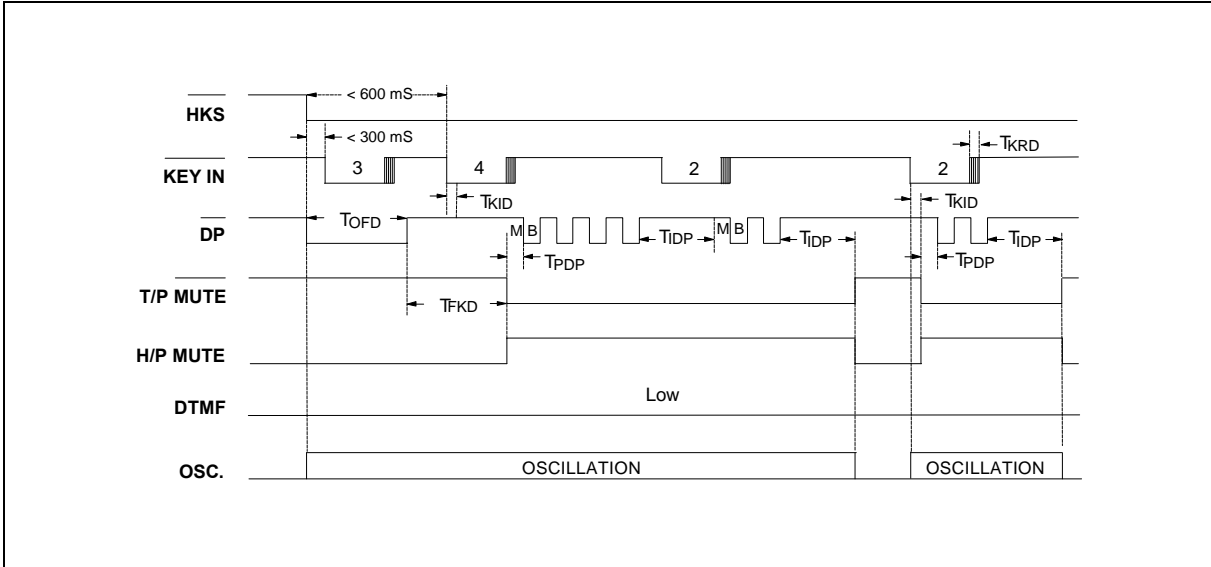 < 600 mS
HKS
< 300 mS
TKRD
KEY IN 3 4 2 2
TKID TKID
DP TOFD M B TIDP M B TIDP TIDP
TPDP TPDP
T/P MUTE
TFKD
H/P MUTE
Low
DTMF
OSC. OSCILLATION OSCILLATION